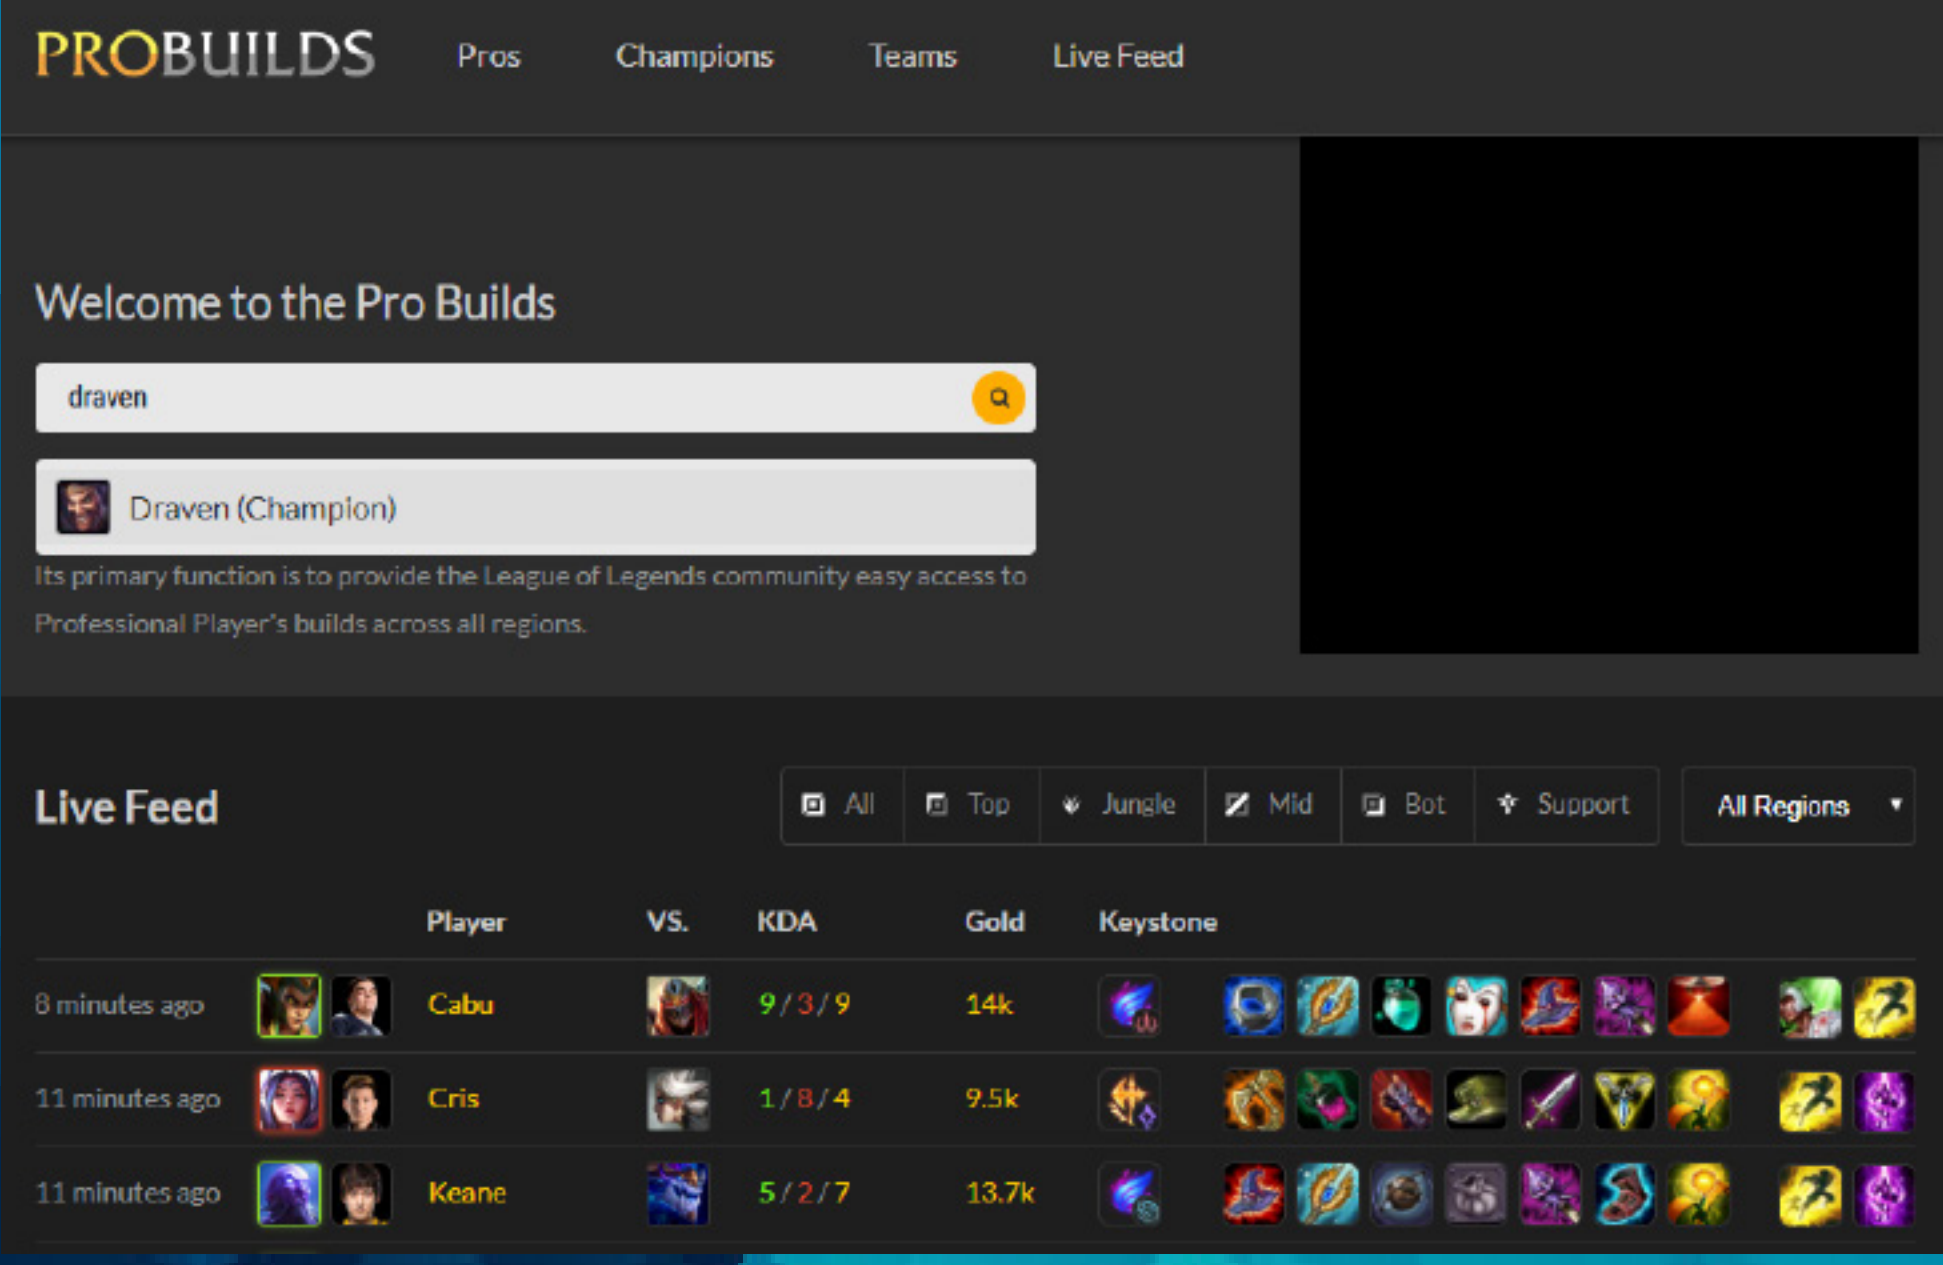 PROBUILDS Pros Champions Teams Live Feed
Welcome to the Pro Builds
draven
Draven (Champion)
Its primary function is to provide the League of Legends community easy access to
Professional Player's builds across all regions.
Live Feed All Top Jungle Mid Bot Support All Regions
Player VS. KDA Gold Keystone
8 minutes ago Cabu 9/3/9 14k
11 minutes ago Cris 1/8/4 9.5k
11 minutes ago Keane 5/2/7 13.7k